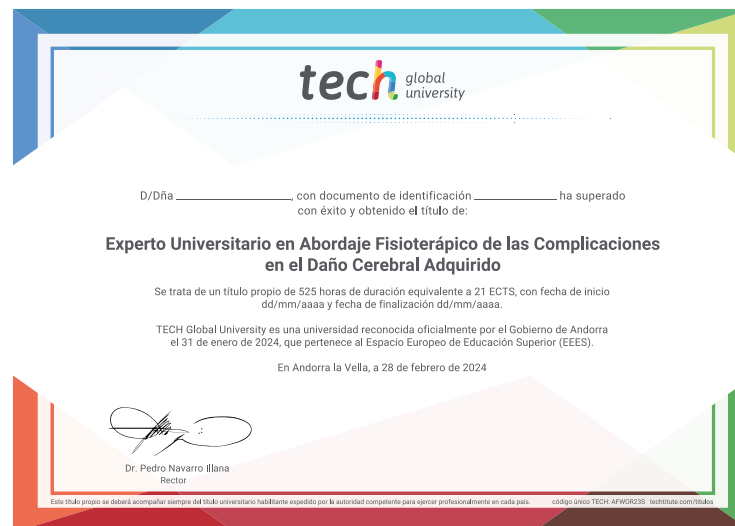 tech global
university
D/Dña ____________, con documento de identificación ____________ ha superado
con éxito y obtenido el título de:
Experto Universitario en Abordaje Fisioterápico de las Complicaciones
en el Daño Cerebral Adquirido
Se trata de un título propio de 525 horas de duración equivalente a 21 ECTS, con fecha de inicio
dd/mm/aaaa y fecha de finalización dd/mm/aaaa.
TECH Global University es una universidad reconocida oficialmente por el Gobierno de Andorra
el 31 de enero de 2024, que pertenece al Espacio Europeo de Educación Superior (EEES).
En Andorra la Vella, a 28 de febrero de 2024
Dr. Pedro Navarro Illana
Rector
Este título propio se deberá acompañar siempre del título universitario habilitante expedido por la autoridad competente para ejercer profesionalmente en cada país. código único TECH: AFWOR23S techtitute.com/titulos